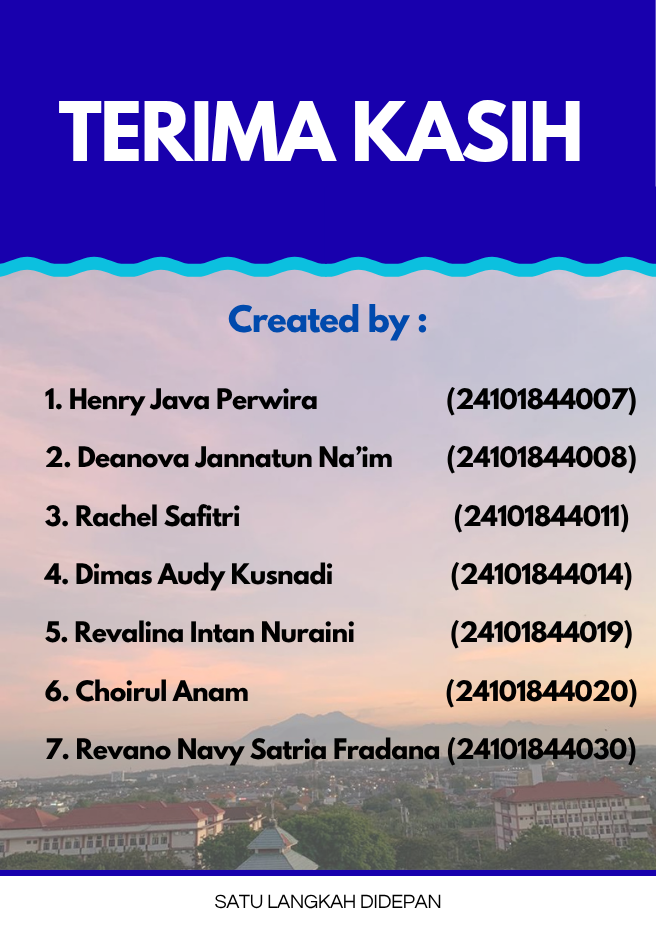 TERIMA KASIH
Created by :
1. Henry Java Perwira (24101844007)
2. Deanova Jannatun Na’im (24101844008)
3. Rachel Safitri (24101844011)
4. Dimas Audy Kusnadi (24101844014)
5. Revalina Intan Nuraini (24101844019)
6. Choirul Anam (24101844020)
7. Revano Navy Satria Fradana (24101844030)
SATU LANGKAH DIDEPAN